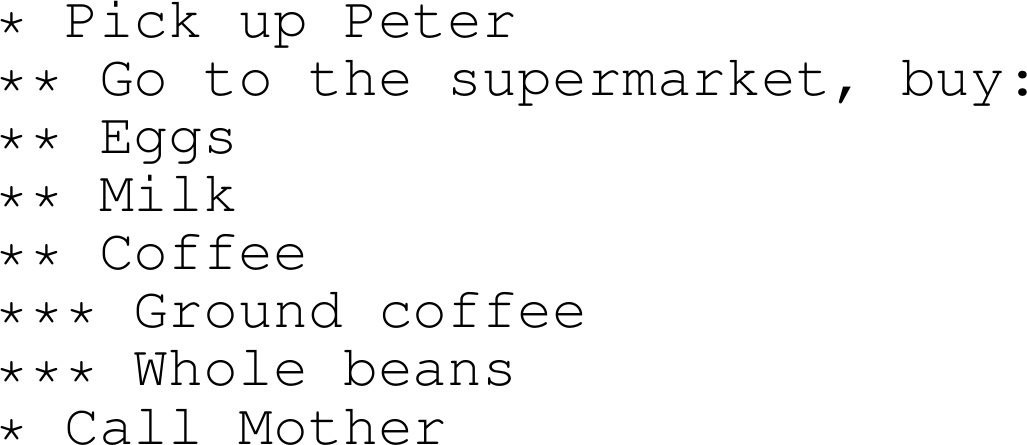 * Pick up Peter
** Go to the supermarket, buy:
** Eggs
** Milk
** Coffee
*** Ground coffee
*** Whole beans
* Call Mother